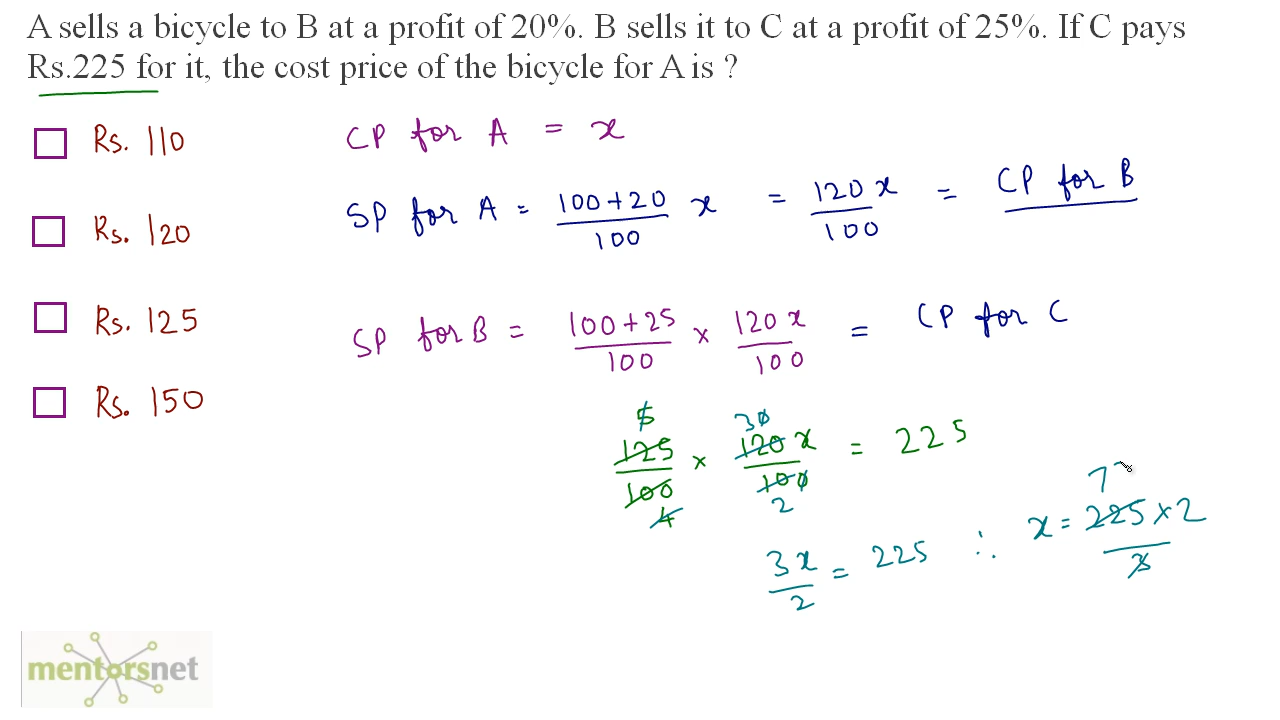 A sells a bicycle to B at a profit of 20%. B sells it to C at a profit of 25%. If C pays
Rs.225 for it, the cost price of the bicycle for A is ?
Rs. 110
Rs. 120
Rs. 125
Rs. 150
CP for A = x
SP for A = 100+20/100 x = 120x/100 = CP for B
SP for B = 100+25/100 × 120x/100 = CP for C
5 30
125/100 × 120x/100 = 225
4 2
3x/2 = 225 ∴ x = 225×2/3
7
mentorsnet